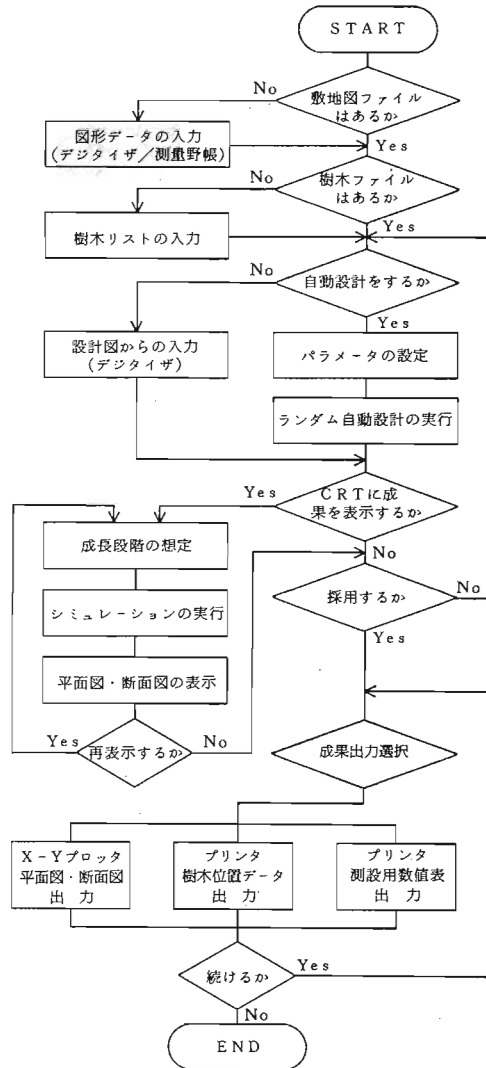 START
No
敷地図ファイル
はあるか
図形データの入力
(デジタイザ/測量野帳)
Yes
No
樹木ファイル
はあるか
樹木リストの入力
Yes
No
自動設計をするか
設計図からの入力
(デジタイザ)
Yes
パラメータの設定
ランダム自動設計の実行
Yes
CRTに成
果を表示するか
No
成長段階の想定
採用するか
No
シミュレーションの実行
Yes
平面図・断面図の表示
Yes
再表示するか
No
成果出力選択
X-Yプロッタ
平面図・断面図
出力
プリンタ
樹木位置データ
出力
プリンタ
測設用数値表
出力
続けるか
Yes
No
END